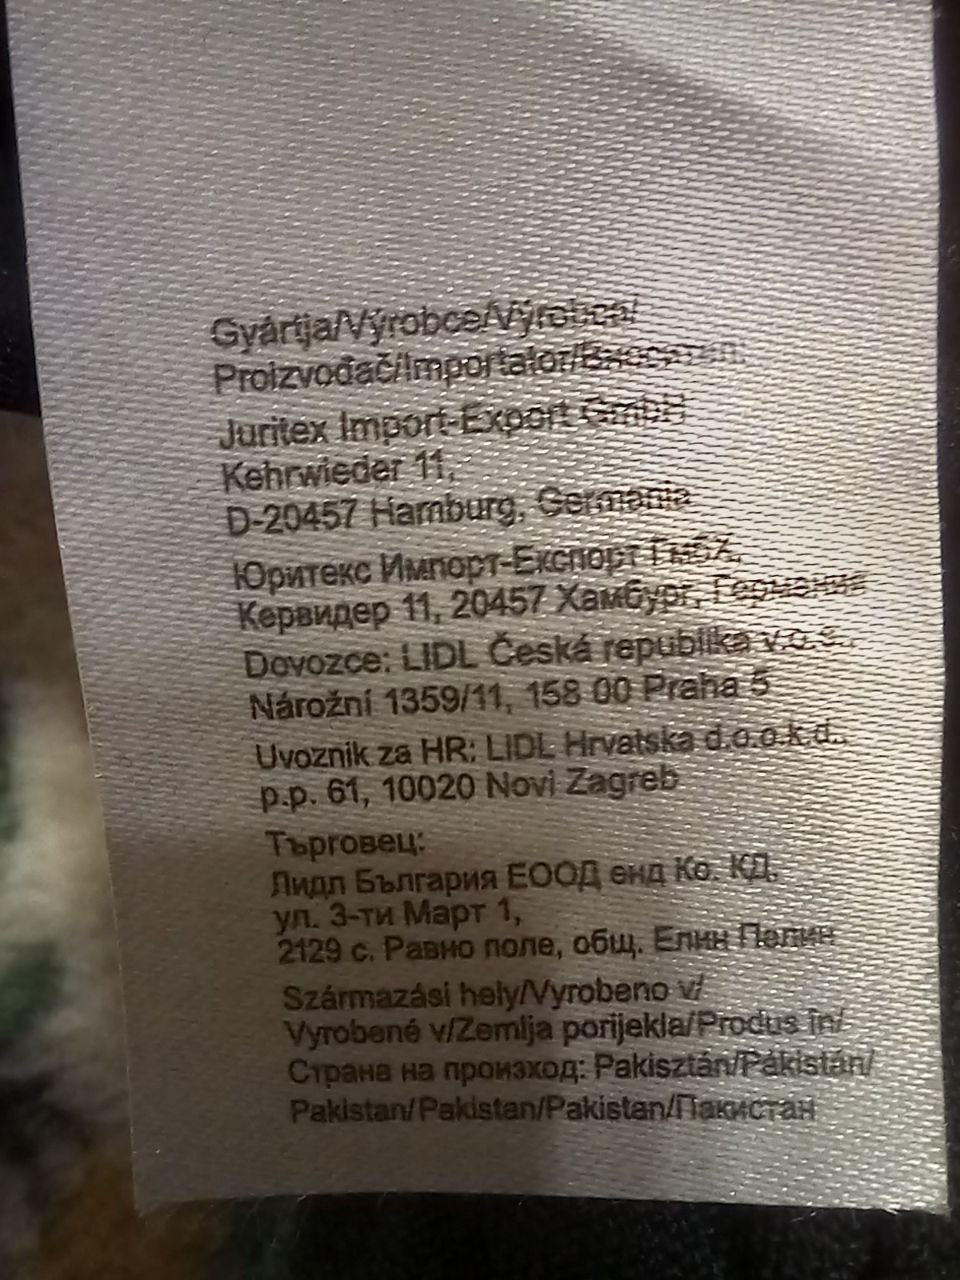 Gyártja/Výrobce/Výrobca/
Proizvođač/Importator/Вносител:
Juritex Import-Export GmbH
Kehrwieder 11,
D-20457 Hamburg, Germania
Юритекс Импорт-Експорт ГмбХ,
Кервидер 11, 20457 Хамбург, Германия
Dovozce: LIDL Česká republika v.o.s.,
Nárožní 1359/11, 158 00 Praha 5
Uvoznik za HR: LIDL Hrvatska d.o.o.k.d.,
p.p. 61, 10020 Novi Zagreb
Търговец:
Лидл България ЕООД енд Ко. КД,
ул. 3-ти Март 1,
2129 с. Равно поле, общ. Елин Пелин
Származási hely/Vyrobeno v/
Vyrobené v/Zemlja porijekla/Produs în/
Страна на произход: Pakisztán/Pákistán/
Pakistan/Pakistan/Pakistan/Пакистан